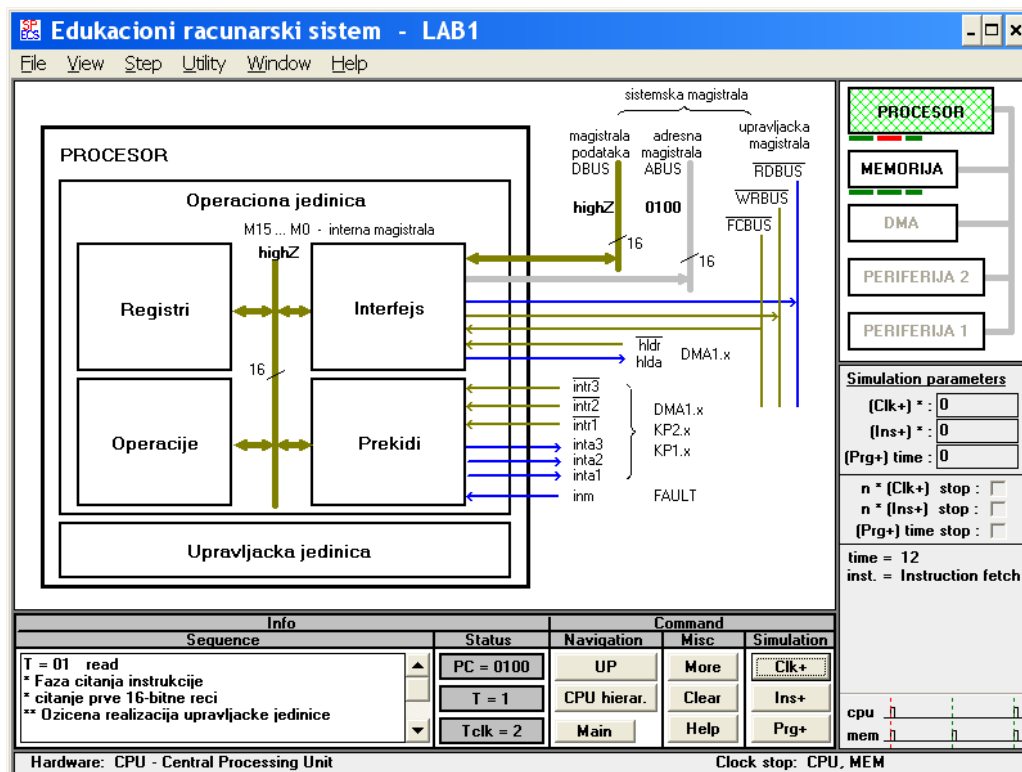 SP
ECS
Edukacioni racunarski sistem - LAB1
File View Step Utility Window Help
sistemska magistrala
magistrala
podataka
DBUS
adresna
magistrala
ABUS
upravljacka
magistrala
RDBUS
WRBUS
FCBUS
highZ
0100
16
16
PROCESOR
Operaciona jedinica
M15 ... M0 - interna magistrala
highZ
Registri
Interfejs
16
Operacije
Prekidi
Upravljacka jedinica
hldr
hlda
DMA1.x
intr3
intr2
intr1
inta3
inta2
inta1
DMA1.x
KP2.x
KP1.x
inm FAULT
PROCESOR
MEMORIJA
DMA
PERIFERIJA 2
PERIFERIJA 1
Simulation parameters
(Clk+) * : 0
(Ins+) * : 0
(Prg+) time : 0
n * (Clk+) stop :
n * (Ins+) stop :
(Prg+) time stop :
time = 12
inst. = Instruction fetch
cpu
mem
Info
Command
Sequence
Status
Navigation
Misc
Simulation
T = 01 read
* Faza citanja instrukcije
* citanje prve 16-bitne reci
** Ozicena realizacija upravljacke jedinice
PC = 0100
T = 1
Tclk = 2
UP
CPU hierar.
Main
More
Clear
Help
Clk+
Ins+
Prg+
Hardware: CPU - Central Processing Unit
Clock stop: CPU, MEM